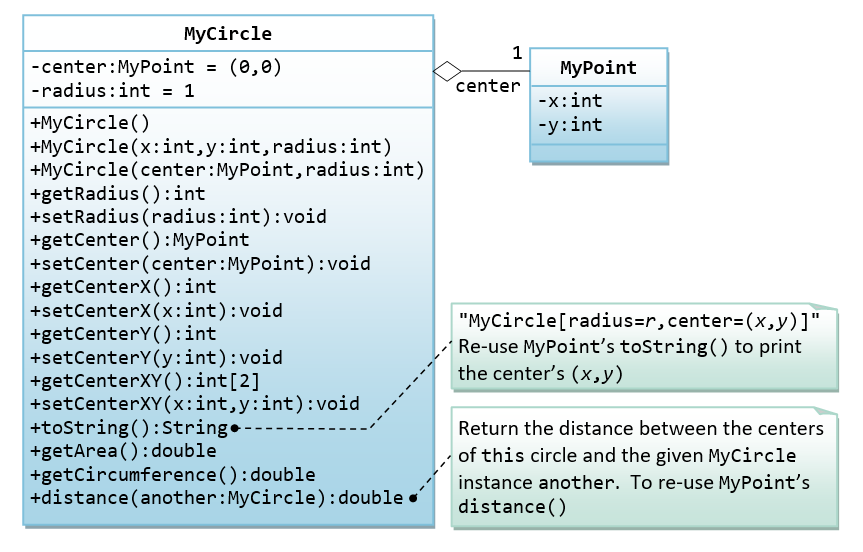 MyCircle
-center:MyPoint = (0,0)
-radius:int = 1
+MyCircle()
+MyCircle(x:int,y:int,radius:int)
+MyCircle(center:MyPoint,radius:int)
+getRadius():int
+setRadius(radius:int):void
+getCenter():MyPoint
+setCenter(center:MyPoint):void
+getCenterX():int
+setCenterX(x:int):void
+getCenterY():int
+setCenterY(y:int):void
+getCenterXY():int[2]
+setCenterXY(x:int,y:int):void
+toString():String
+getArea():double
+getCircumference():double
+distance(another:MyCircle):double
1
center
MyPoint
-x:int
-y:int
"MyCircle[radius=r,center=(x,y)]"
Re-use MyPoint's toString() to print
the center's (x,y)
Return the distance between the centers
of this circle and the given MyCircle
instance another. To re-use MyPoint's
distance()